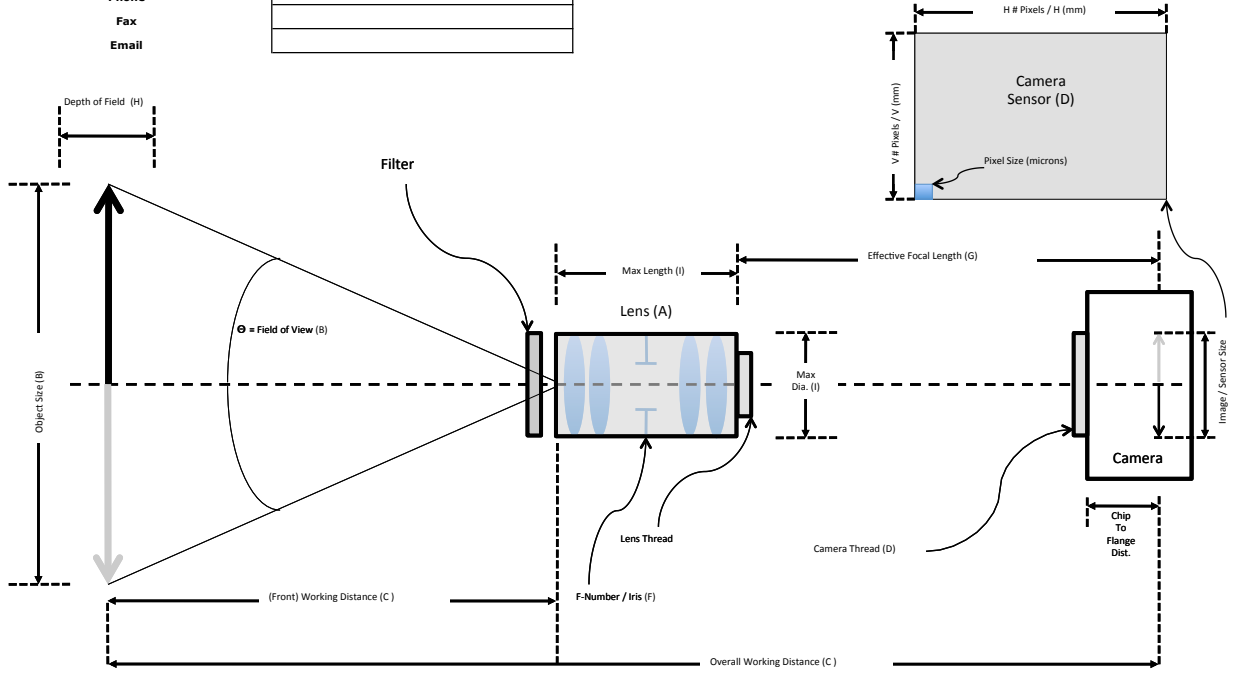 Phone
Fax
Email
H # Pixels / H (mm)
Camera
Sensor (D)
V # Pixels / V (mm)
Pixel Size (microns)
Depth of Field (H)
Filter
Effective Focal Length (G)
Max Length (I)
Lens (A)
Θ = Field of View (B)
Object Size (B)
Max
Dia. (I)
Image / Sensor Size
Camera
Chip
To
Flange
Dist.
Lens Thread
Camera Thread (D)
(Front) Working Distance (C )
F-Number / Iris (F)
Overall Working Distance (C )